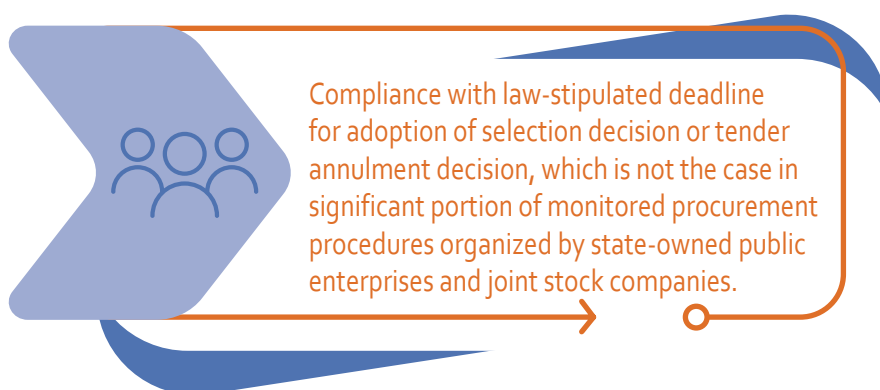 Compliance with law-stipulated deadline
for adoption of selection decision or tender
annulment decision, which is not the case in
significant portion of monitored procurement
procedures organized by state-owned public
enterprises and joint stock companies.